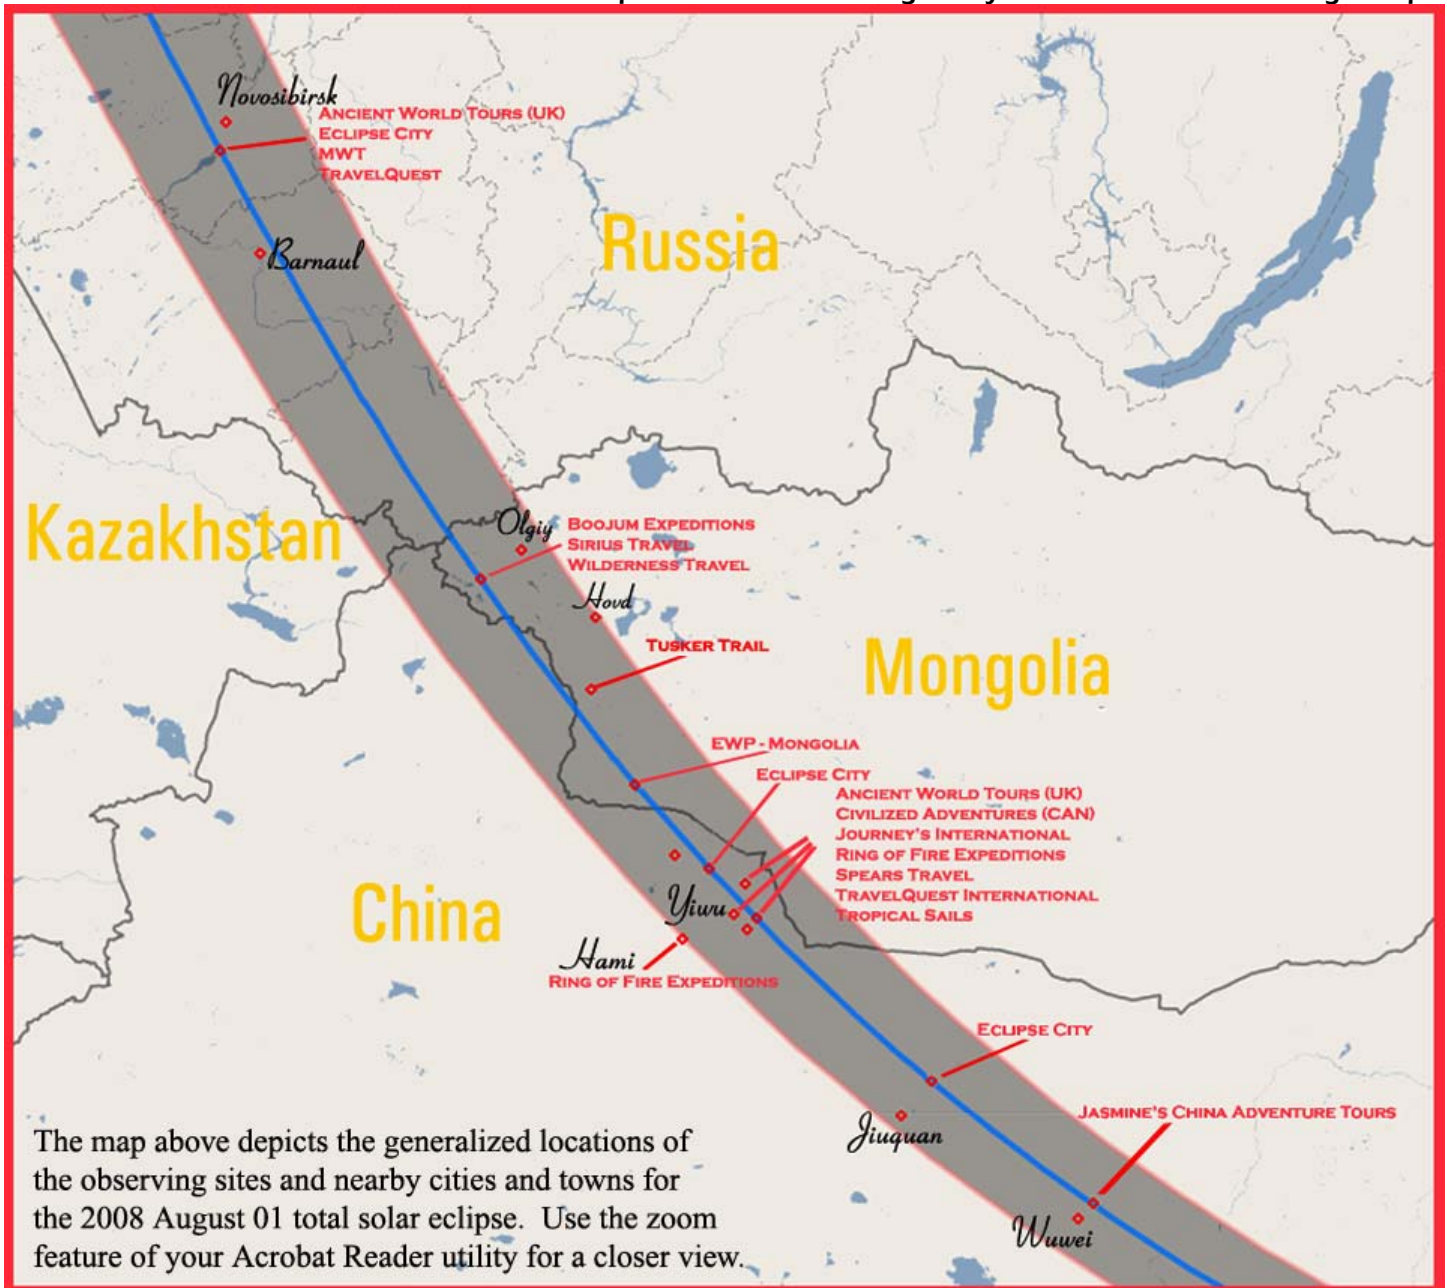 Novosibirsk
ANCIENT WORLD TOURS (UK)
ECLIPSE CITY
MWT
TRAVELQUEST
Barnaul
Russia
Kazakhstan
Olgiy
BOOJUM EXPEDITIONS
SIRIUS TRAVEL
WILDERNESS TRAVEL
Hovd
TUSKER TRAIL
Mongolia
EWP - MONGOLIA
ECLIPSE CITY
ANCIENT WORLD TOURS (UK)
CIVILIZED ADVENTURES (CAN)
JOURNEY'S INTERNATIONAL
RING OF FIRE EXPEDITIONS
SPEARS TRAVEL
TRAVELQUEST INTERNATIONAL
TROPICAL SAILS
China
Yiwu
Hami
RING OF FIRE EXPEDITIONS
ECLIPSE CITY
Jiuquan
JASMINE'S CHINA ADVENTURE TOURS
Wuwei
The map above depicts the generalized locations of
the observing sites and nearby cities and towns for
the 2008 August 01 total solar eclipse. Use the zoom
feature of your Acrobat Reader utility for a closer view.